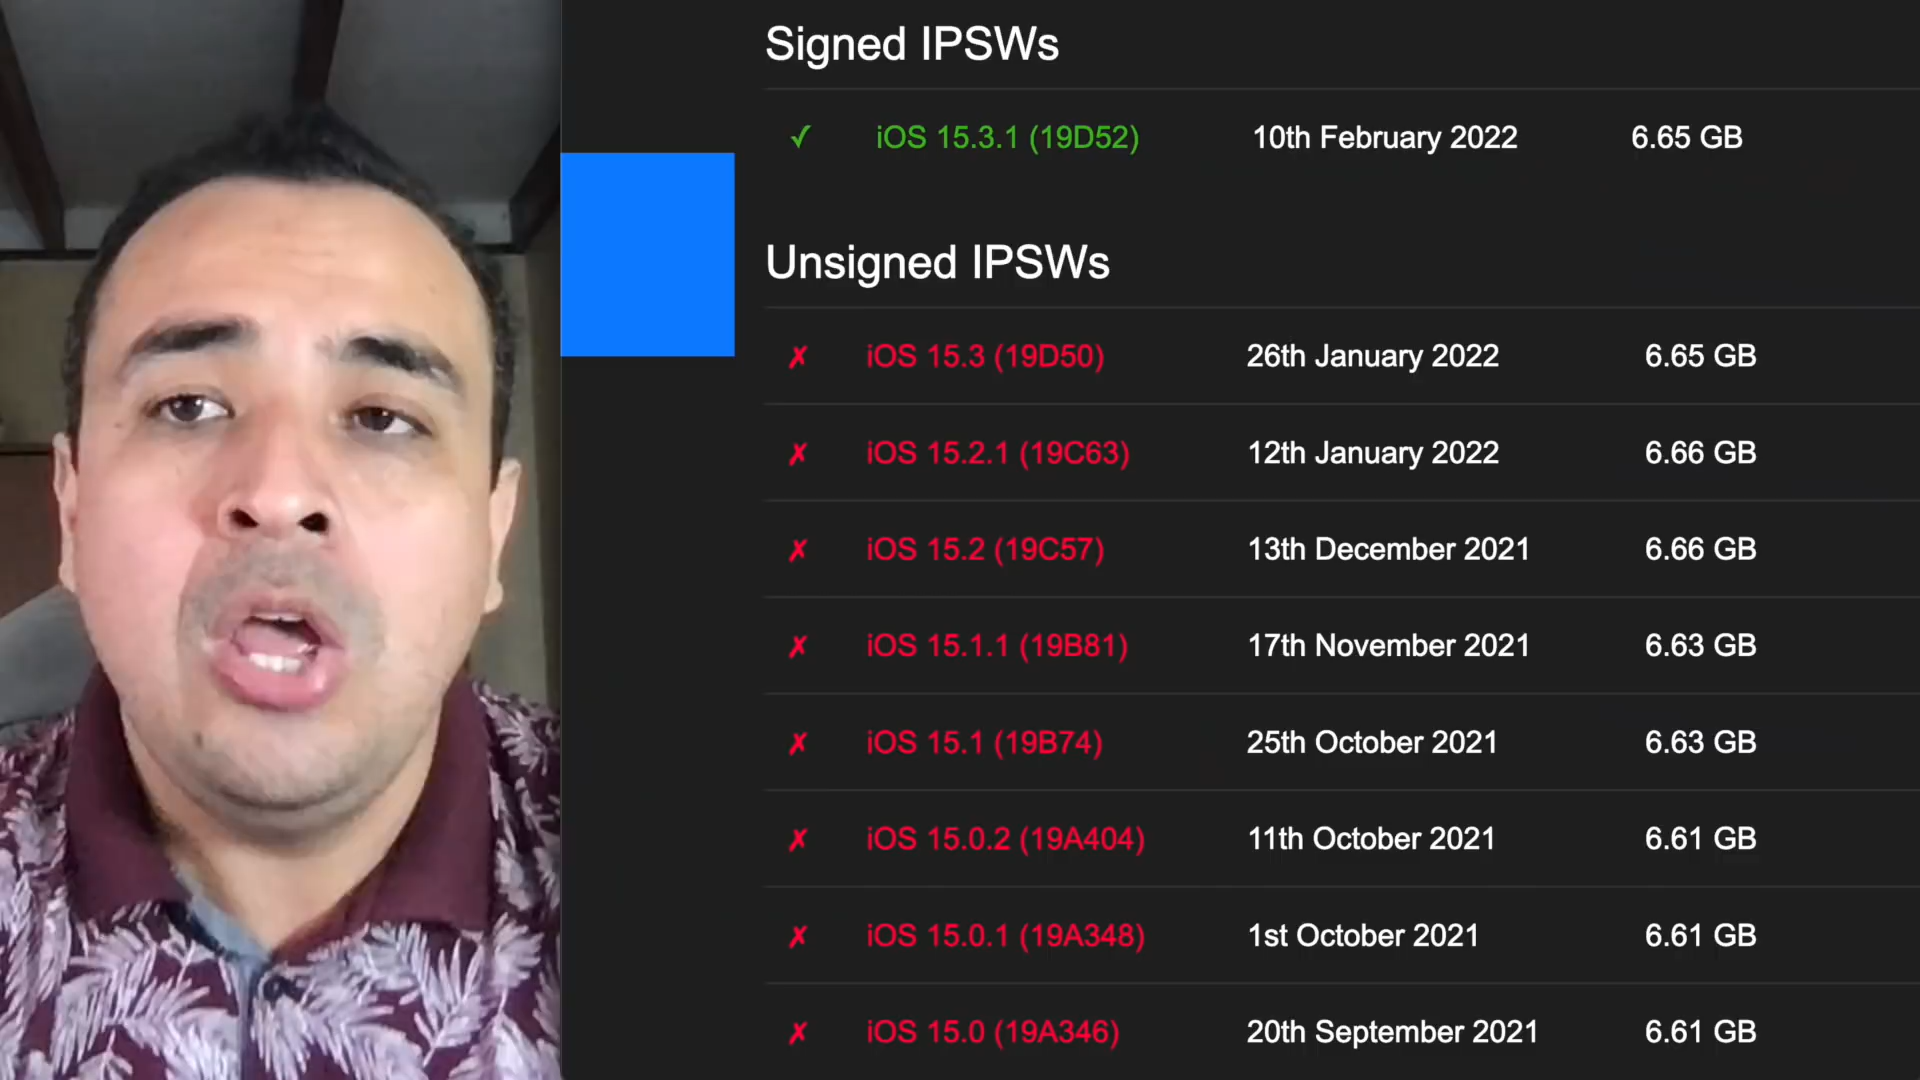 Signed IPSWs
✓ iOS 15.3.1 (19D52) 10th February 2022 6.65 GB
Unsigned IPSWs
✗ iOS 15.3 (19D50) 26th January 2022 6.65 GB
✗ iOS 15.2.1 (19C63) 12th January 2022 6.66 GB
✗ iOS 15.2 (19C57) 13th December 2021 6.66 GB
✗ iOS 15.1.1 (19B81) 17th November 2021 6.63 GB
✗ iOS 15.1 (19B74) 25th October 2021 6.63 GB
✗ iOS 15.0.2 (19A404) 11th October 2021 6.61 GB
✗ iOS 15.0.1 (19A348) 1st October 2021 6.61 GB
✗ iOS 15.0 (19A346) 20th September 2021 6.61 GB